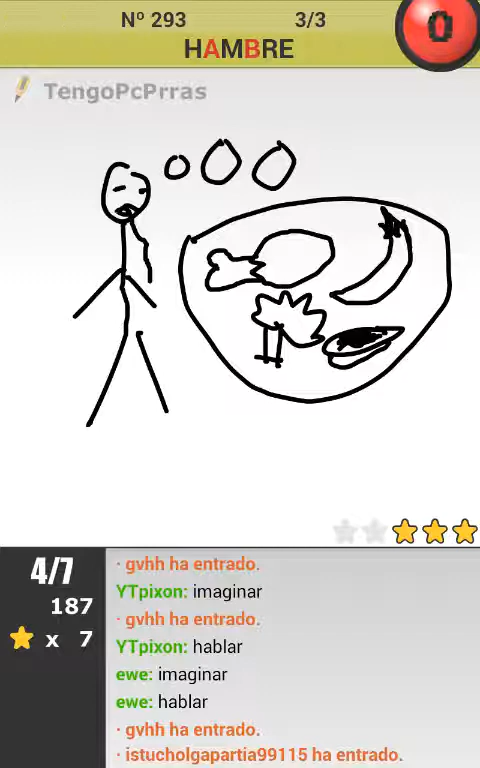 Nº 293 3/3
0
HAMBRE
TengoPcPrras
4/7
187
x 7
· gvhh ha entrado.
YTpixon: imaginar
· gvhh ha entrado.
YTpixon: hablar
ewe: imaginar
ewe: hablar
· gvhh ha entrado.
· istucholgapartia99115 ha entrado.